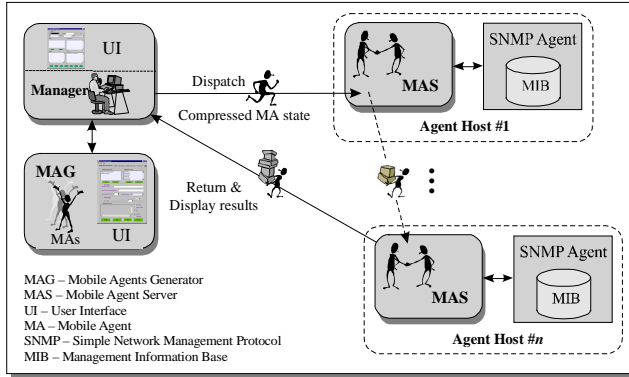 UI
Manager
Dispatch
Compressed MA state
MAS
SNMP Agent
MIB
Agent Host #1
MAG
MAs
UI
Return &
Display results
MAS
SNMP Agent
MIB
Agent Host #n
MAG – Mobile Agents Generator
MAS – Mobile Agent Server
UI – User Interface
MA – Mobile Agent
SNMP – Simple Network Management Protocol
MIB – Management Information Base